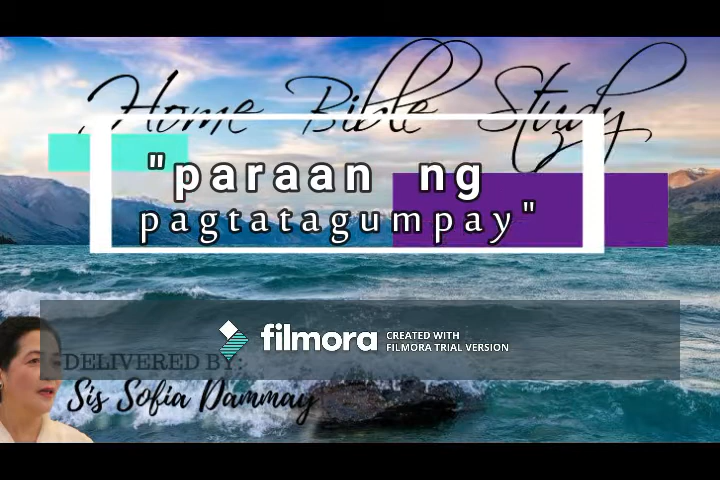 Home Bible Study
"paraan ng
pagtatagumpay"
filmora
CREATED WITH
FILMORA TRIAL VERSION
DELIVERED BY:
Sis Sofia Dammay